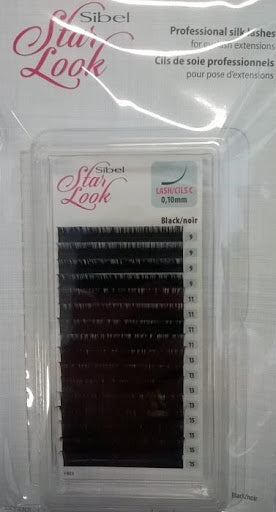 Sibel
Star
Look
Professional silk lashes
for eyelash extensions
Cils de soie professionnels
pour pose d'extensions
Sibel
Star
Look
LASH/CILS C
0,10mm
Black/noir
9
9
9
9
11
11
11
11
13
13
13
13
15
15
15
15
Black/noir